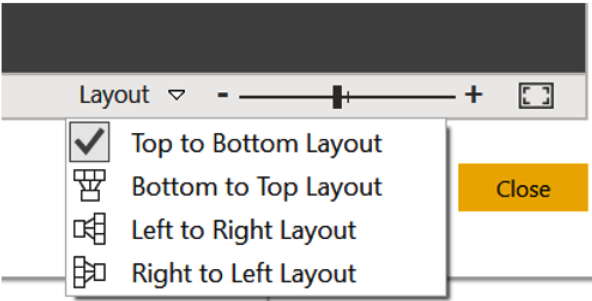 Layout - +
Top to Bottom Layout
Bottom to Top Layout
Close
Left to Right Layout
Right to Left Layout